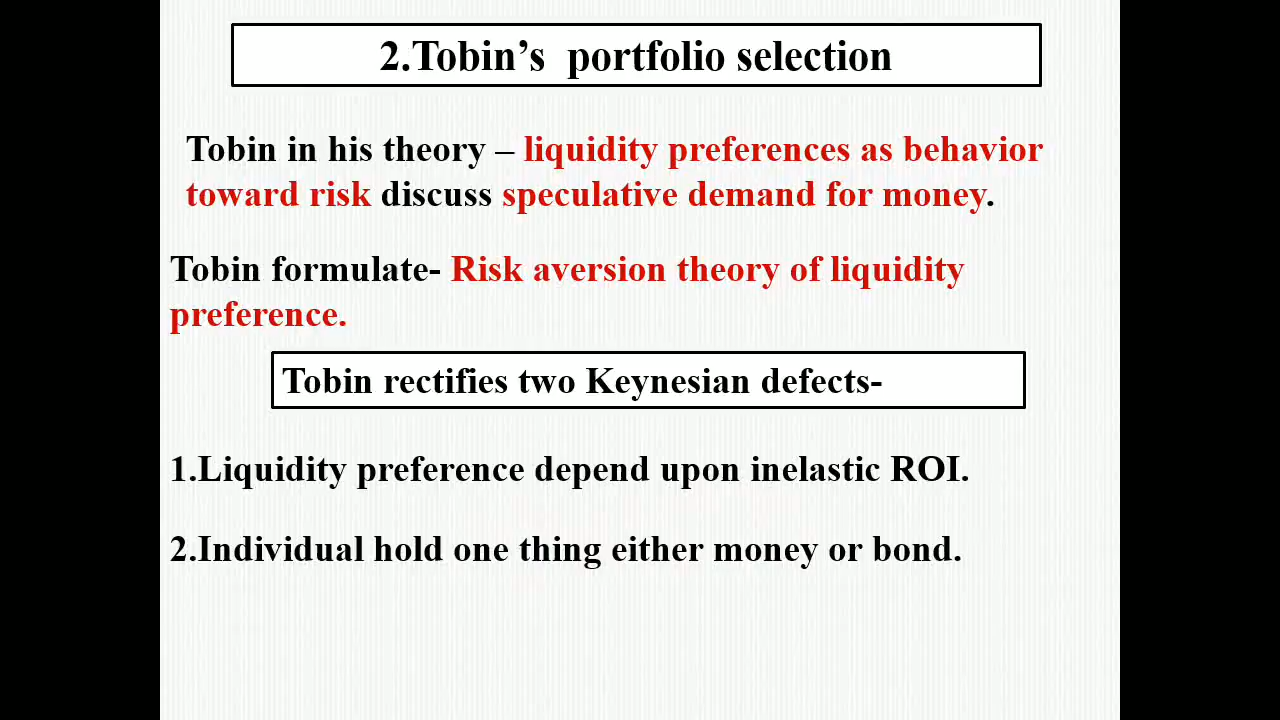 2.Tobin’s  portfolio selection
Tobin in his theory – liquidity preferences as behavior
toward risk discuss speculative demand for money.
Tobin formulate- Risk aversion theory of liquidity
preference.
Tobin rectifies two Keynesian defects-
1.Liquidity preference depend upon inelastic ROI.
2.Individual hold one thing either money or bond.